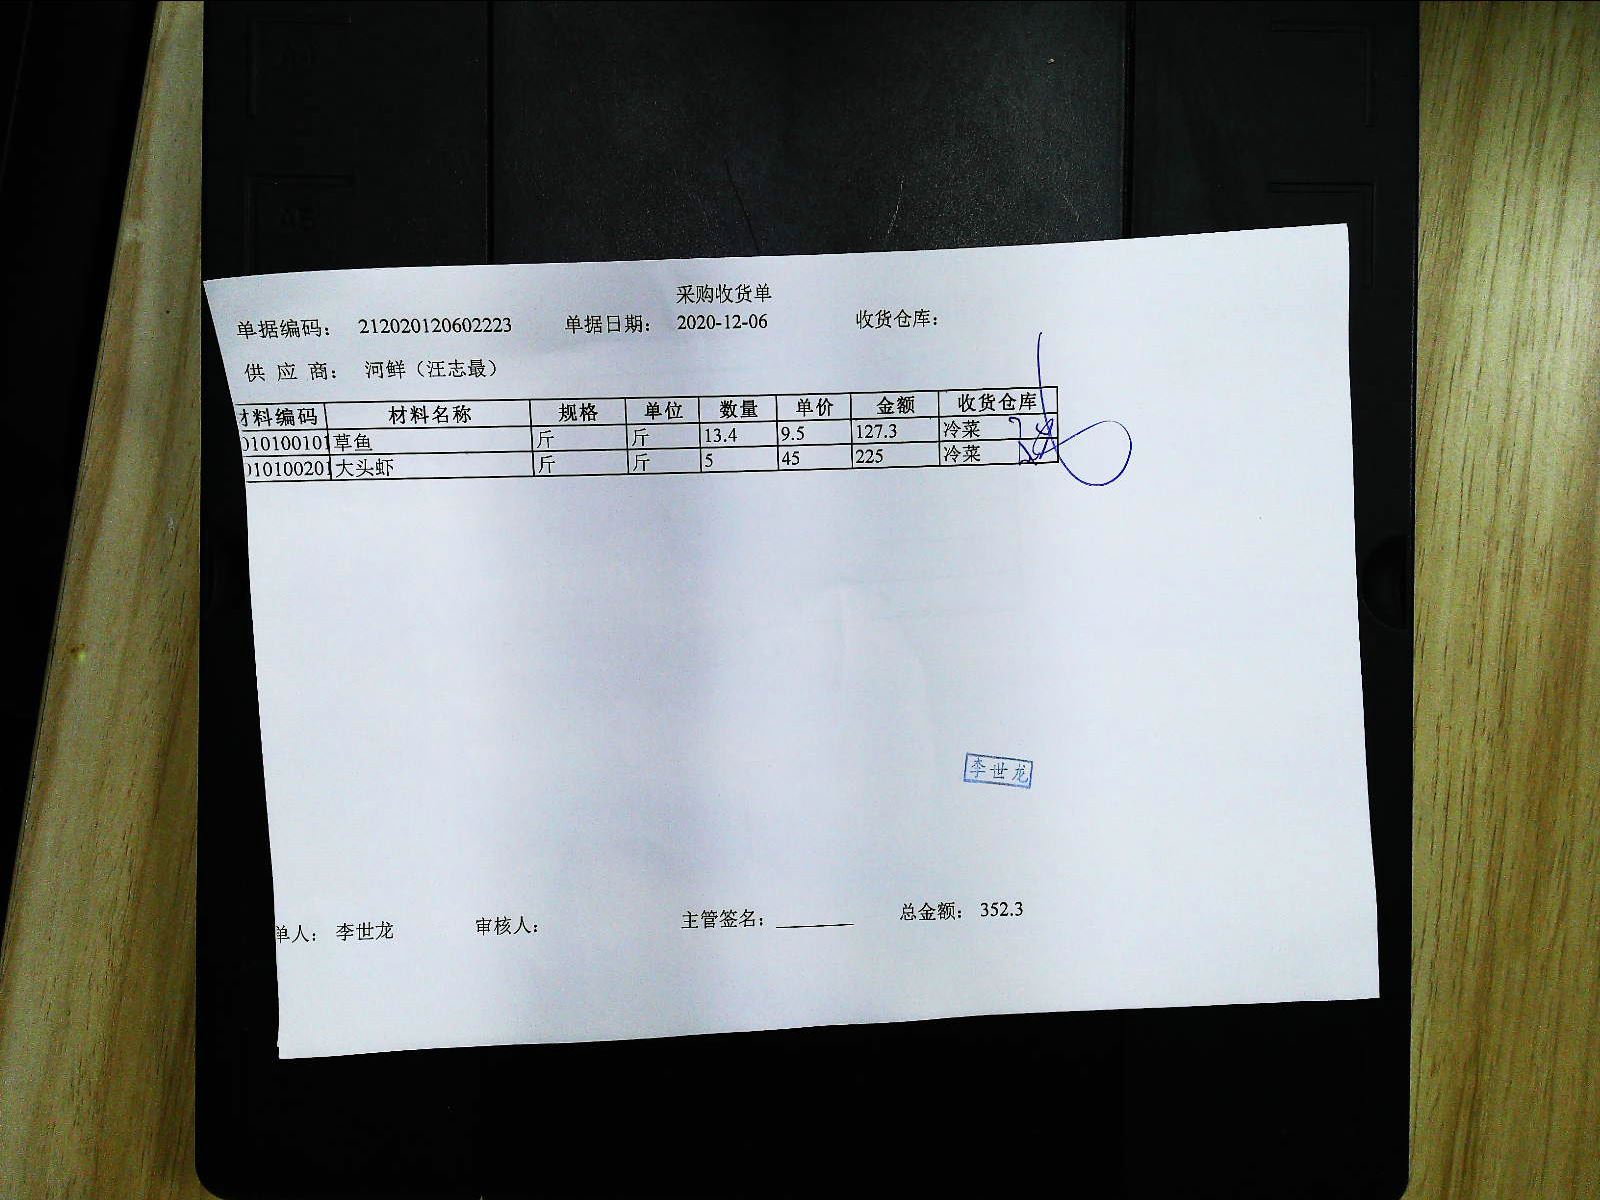 采购收货单
单据编码： 212020120602223 单据日期： 2020-12-06 收货仓库：
供 应 商： 河鲜（汪志最）
材料编码 材料名称 规格 单位 数量 单价 金额 收货仓库
010100101 草鱼 斤 斤 13.4 9.5 127.3 冷菜
010100201 大头虾 斤 斤 5 45 225 冷菜
李世龙
单人： 李世龙 审核人： 主管签名：_______ 总金额： 352.3